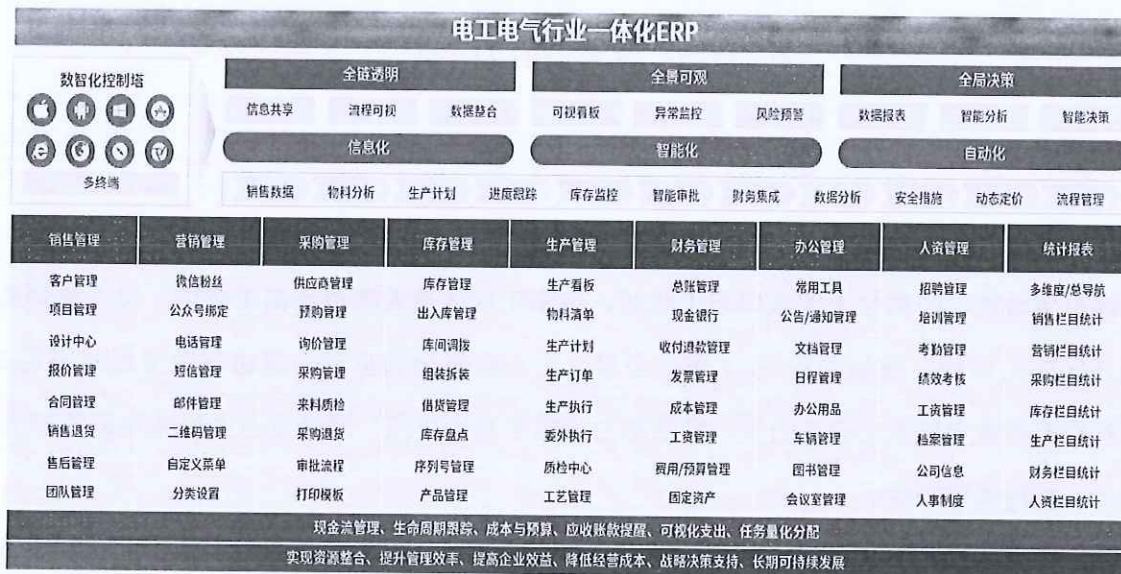 电工电气行业一体化ERP
数智化控制塔
多终端
全链透明 全景可观 全局决策
信息共享 流程可视 数据整合 可视看板 异常监控 风险预警 数据报表 智能分析 智能决策
信息化 智能化 自动化
销售数据 物料分析 生产计划 进度跟踪 库存监控 智能审批 财务集成 数据分析 安全措施 动态定价 流程管理
销售管理 营销管理 采购管理 库存管理 生产管理 财务管理 办公管理 人资管理 统计报表
客户管理 微信粉丝 供应商管理 库存管理 生产看板 总账管理 常用工具 招聘管理 多维度/总导航
项目管理 公众号绑定 预购管理 出入库管理 物料清单 现金银行 公告/通知管理 培训管理 销售栏目统计
设计中心 电话管理 询价管理 库间调拨 生产计划 收付退款管理 文档管理 考勤管理 营销栏目统计
报价管理 短信管理 采购管理 组装拆装 生产订单 发票管理 日程管理 绩效考核 采购栏目统计
合同管理 邮件管理 来料质检 借货管理 生产执行 成本管理 办公用品 工资管理 库存栏目统计
销售退货 二维码管理 采购退货 库存盘点 委外执行 工资管理 车辆管理 档案管理 生产栏目统计
售后管理 自定义菜单 审批流程 序列号管理 质检中心 费用/预算管理 图书管理 公司信息 财务栏目统计
团队管理 分类设置 打印模板 产品管理 工艺管理 固定资产 会议室管理 人事制度 人资栏目统计
现金流管理、生命周期跟踪、成本与预算、应收账款提醒、可视化支出、任务量化分配
实现资源整合、提升管理效率、提高企业效益、降低经营成本、战略决策支持、长期可持续发展